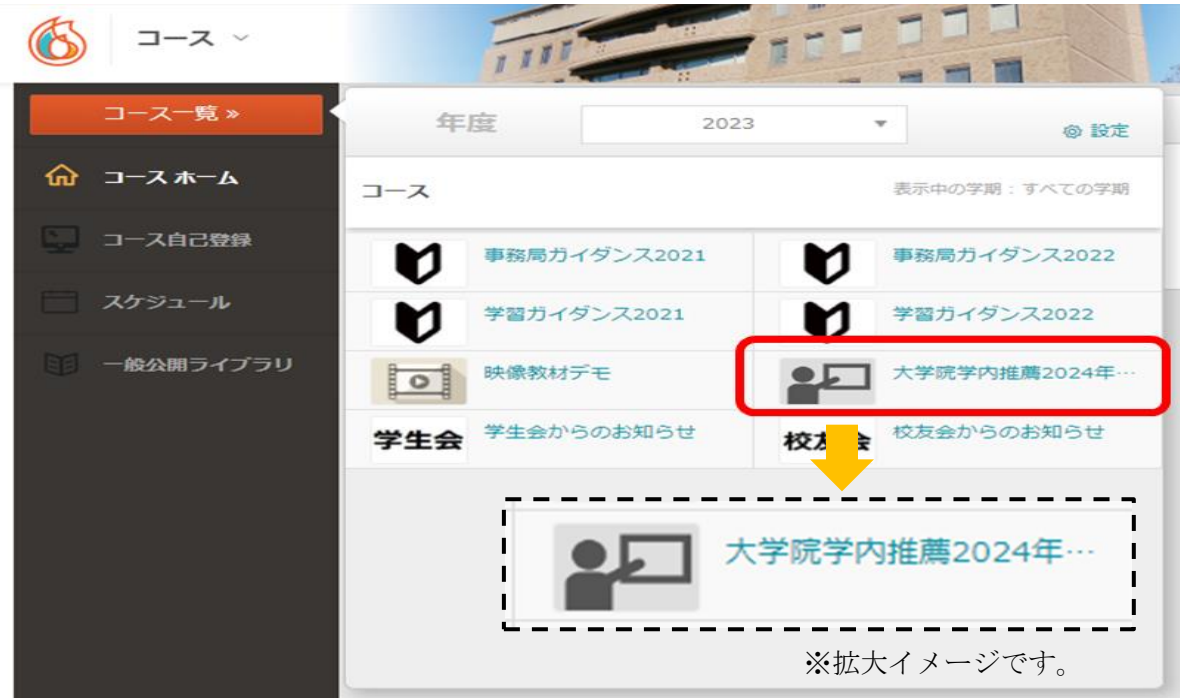 コース
コース一覧 »
年度 2023
設定
コース ホーム
コース 表示中の学期：すべての学期
コース自己登録
事務局ガイダンス2021 事務局ガイダンス2022
スケジュール
学習ガイダンス2021 学習ガイダンス2022
一般公開ライブラリ
映像教材デモ 大学院学内推薦2024年…
学生会 学生会からのお知らせ 校友会 校友会からのお知らせ
大学院学内推薦2024年…
※拡大イメージです。